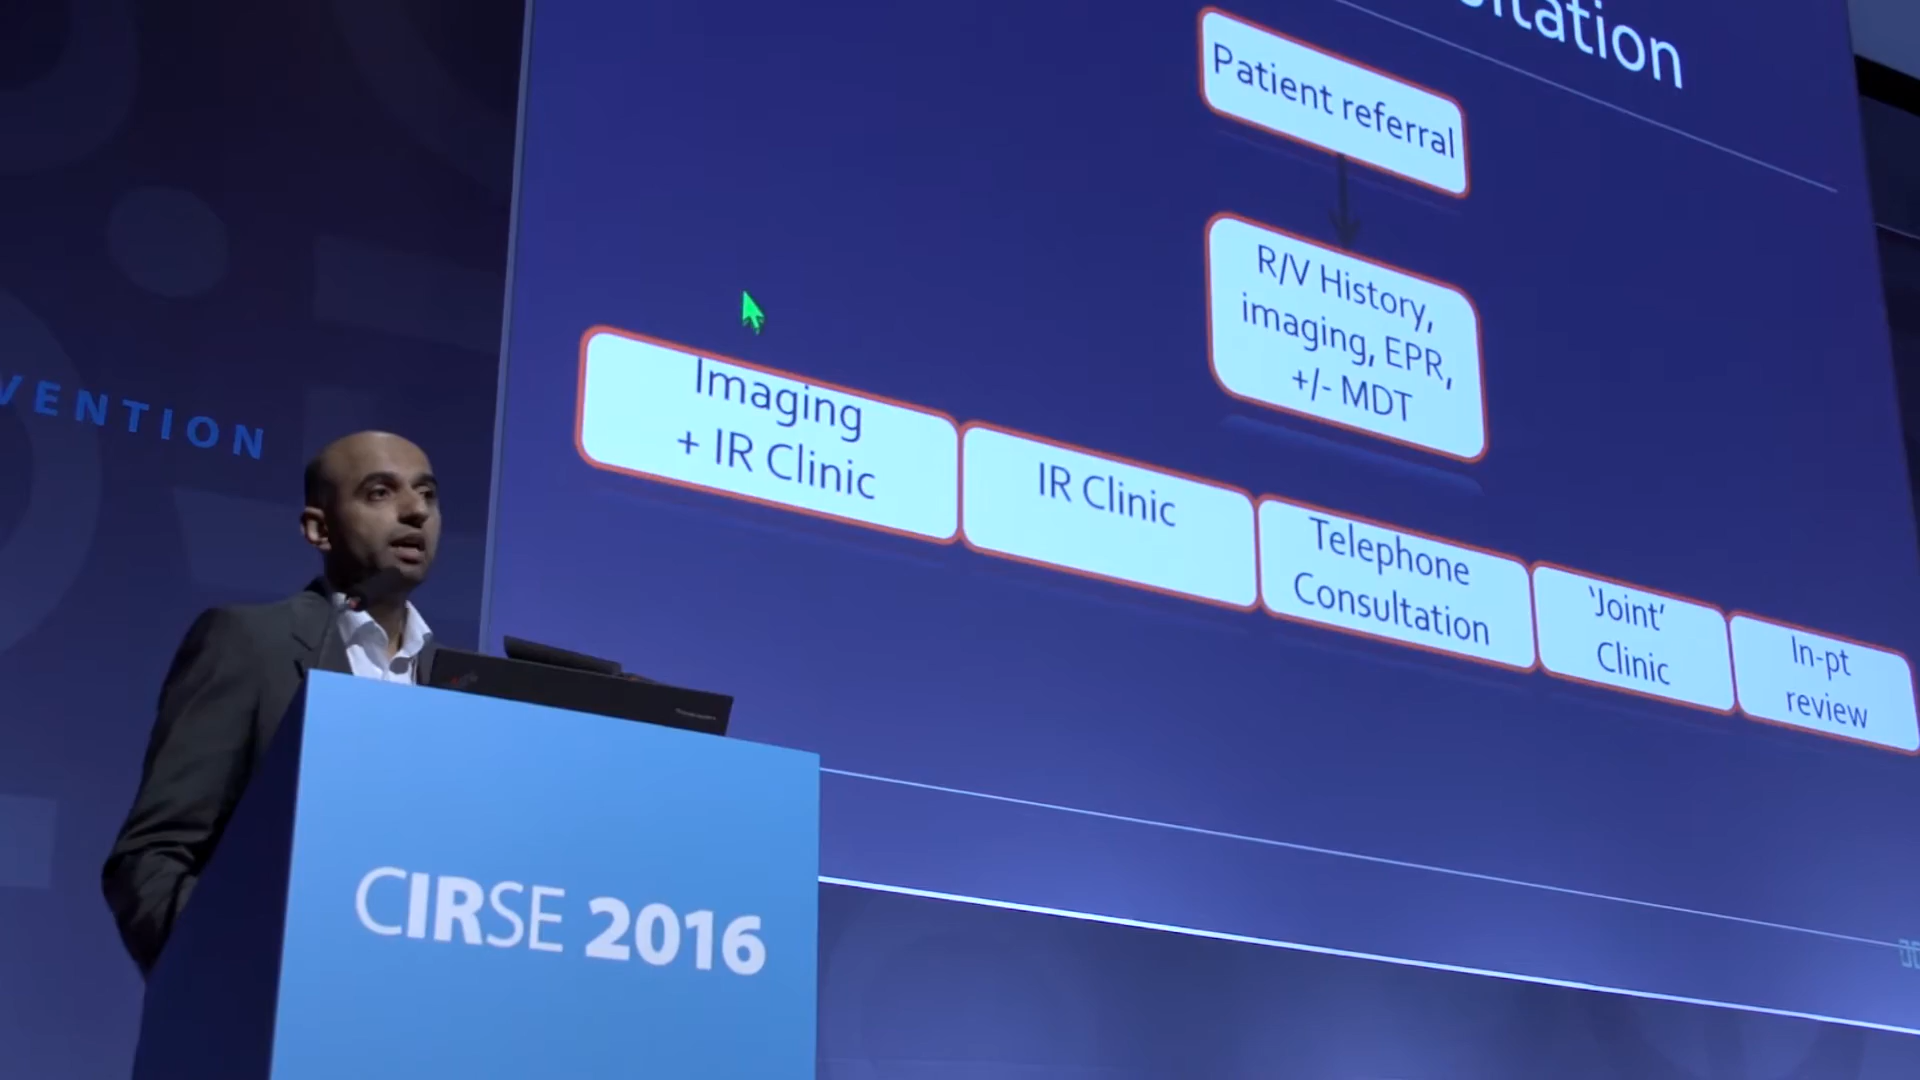 Patient referral
R/V History,
imaging, EPR,
+/- MDT
Imaging
+ IR Clinic
IR Clinic
Telephone
Consultation
'Joint'
Clinic
In-pt
review
VENTION
CIRSE 2016